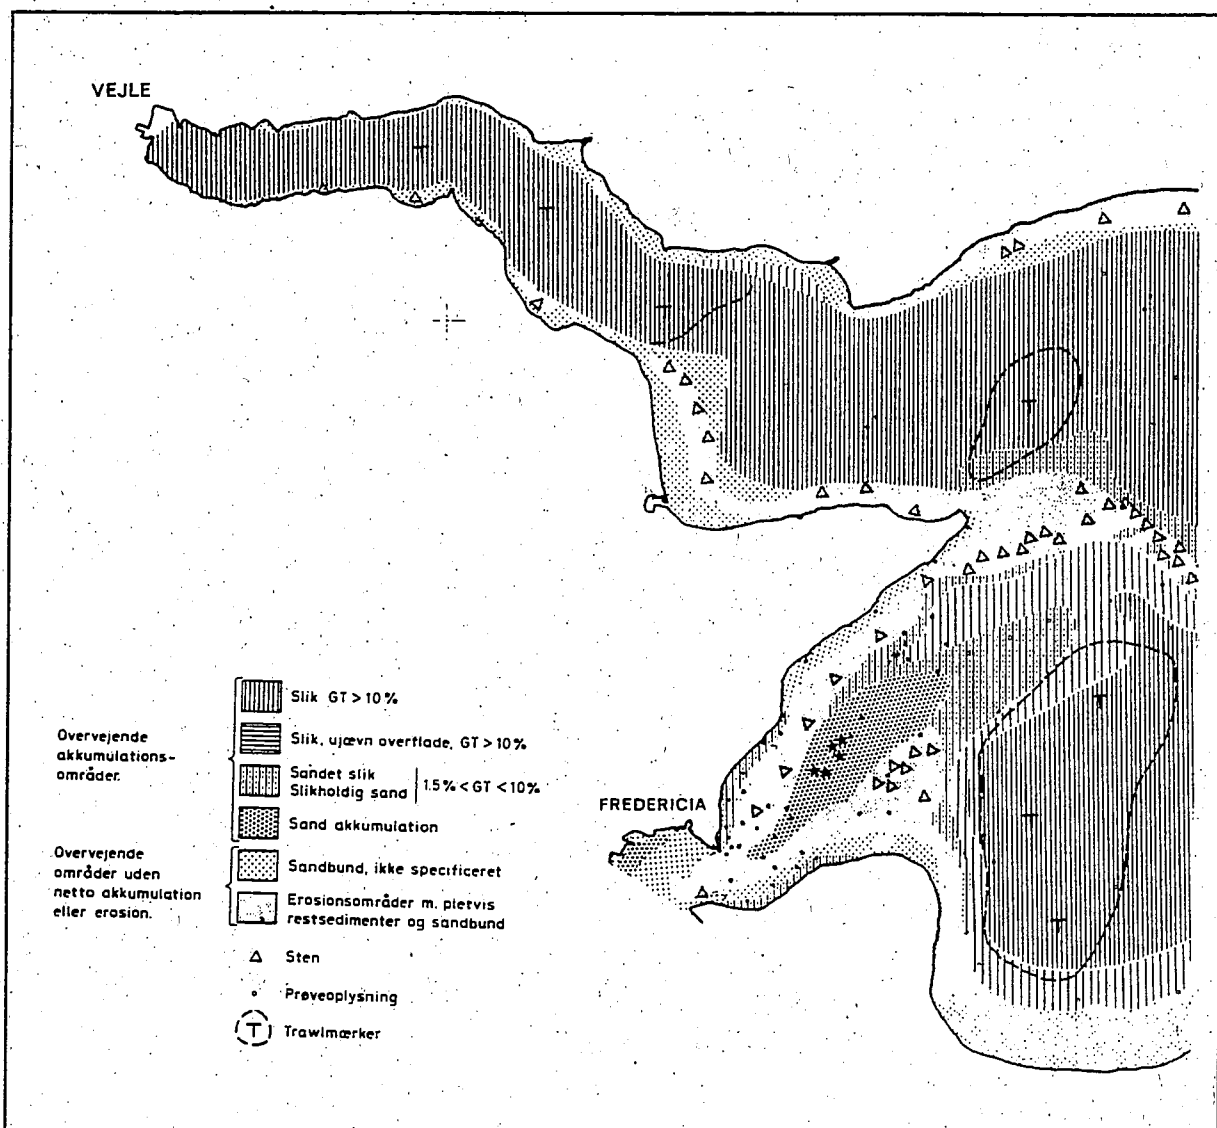 VEJLE
FREDERICIA
Overvejende
akkumulations-
områder.
Slik GT > 10 %
Slik, ujævn overflade, GT > 10 %
Sandet slik
Slikholdig sand
1.5% < GT < 10%
Sand akkumulation
Overvejende
områder uden
netto akkumulation
eller erosion.
Sandbund, ikke specificeret
Erosionsområder m. pletvis
restsedimenter og sandbund
Sten
Prøveoplysning
T
Trawlmærker
T
T
T
T
T
T
T